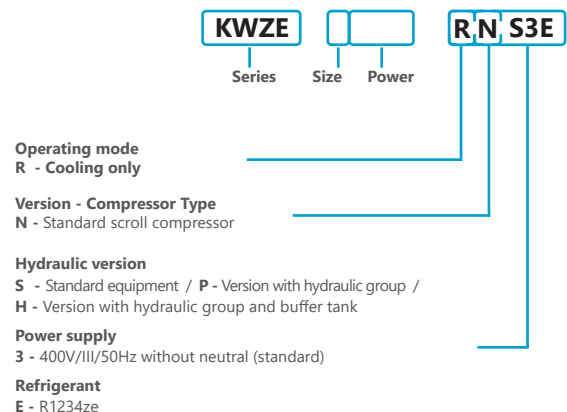 KWZE R N S3E
Series Size Power
Operating mode
R - Cooling only
Version - Compressor Type
N - Standard scroll compressor
Hydraulic version
S - Standard equipment / P - Version with hydraulic group /
H - Version with hydraulic group and buffer tank
Power supply
3 - 400V/III/50Hz without neutral (standard)
Refrigerant
E - R1234ze